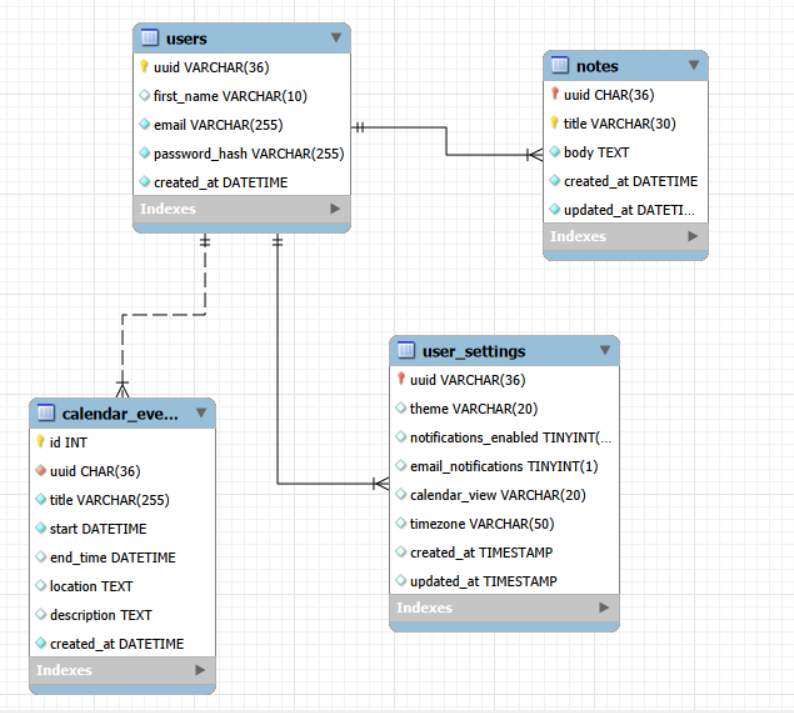 users
uuid VARCHAR(36)
first_name VARCHAR(10)
email VARCHAR(255)
password_hash VARCHAR(255)
created_at DATETIME
Indexes
notes
uuid CHAR(36)
title VARCHAR(30)
body TEXT
created_at DATETIME
updated_at DATETI...
Indexes
user_settings
uuid VARCHAR(36)
theme VARCHAR(20)
notifications_enabled TINYINT(...
email_notifications TINYINT(1)
calendar_view VARCHAR(20)
timezone VARCHAR(50)
created_at TIMESTAMP
updated_at TIMESTAMP
Indexes
calendar_eve...
id INT
uuid CHAR(36)
title VARCHAR(255)
start DATETIME
end_time DATETIME
location TEXT
description TEXT
created_at DATETIME
Indexes